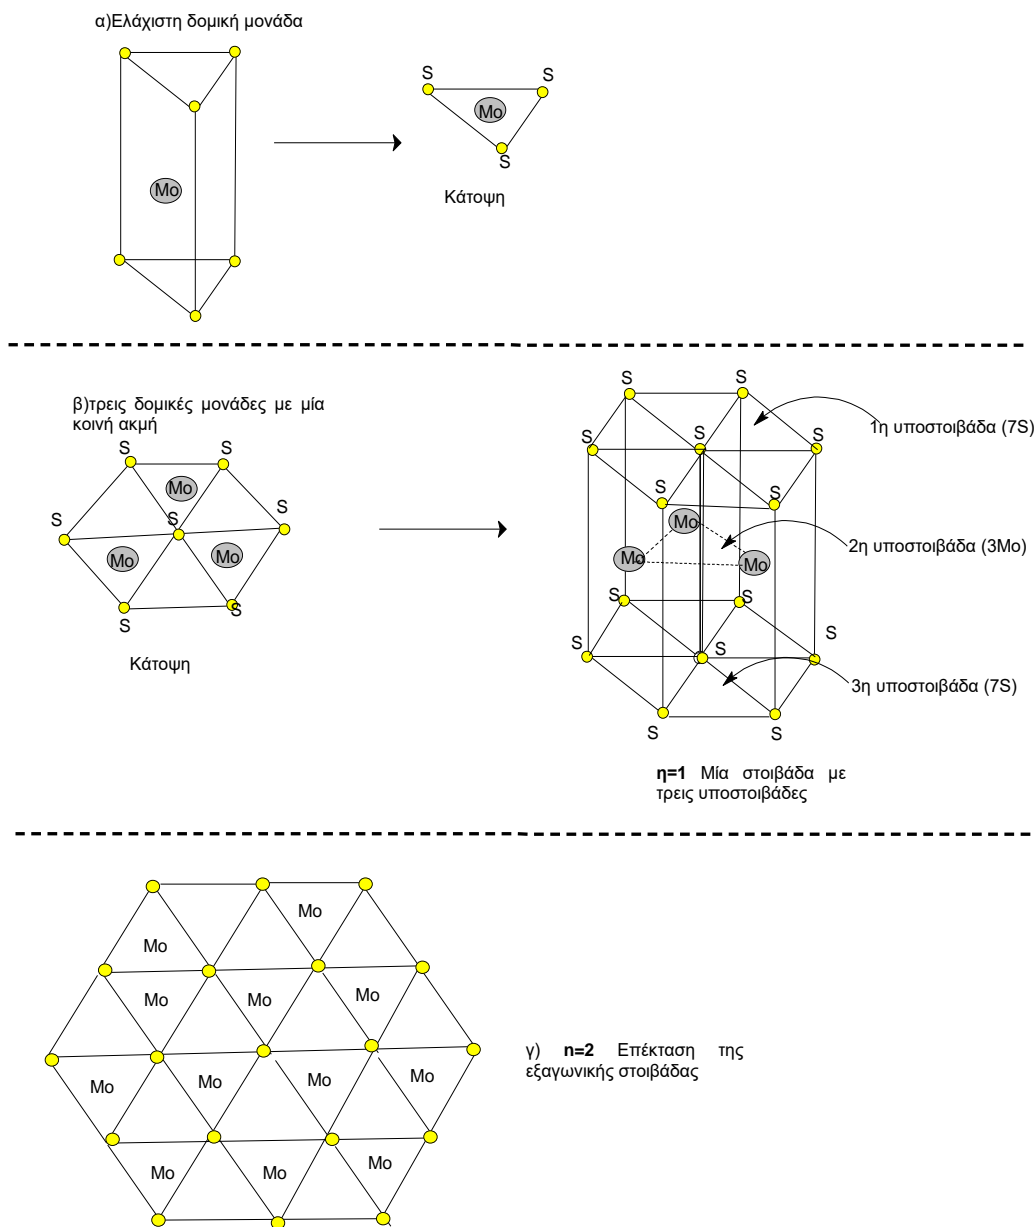 α)Ελάχιστη δομική μονάδα
S
S
Mo
S
Mo
Κάτοψη
β)τρεις δομικές μονάδες με μία
κοινή ακμή
S
S
Mo
S
S
S
Mo
Mo
S
S
Κάτοψη
S
S
1η υποστοιβάδα (7S)
S
S
S
S
S
Mo
2η υποστοιβάδα (3Mo)
Mo
Mo
S
S
S
S
S
3η υποστοιβάδα (7S)
S
S
η=1 Μία στοιβάδα με
τρεις υποστοιβάδες
Mo
Mo
Mo
Mo
Mo
γ) n=2 Επέκταση της
εξαγωνικής στοιβάδας
Mo
Mo
Mo
Mo
Mo
Mo
Mo